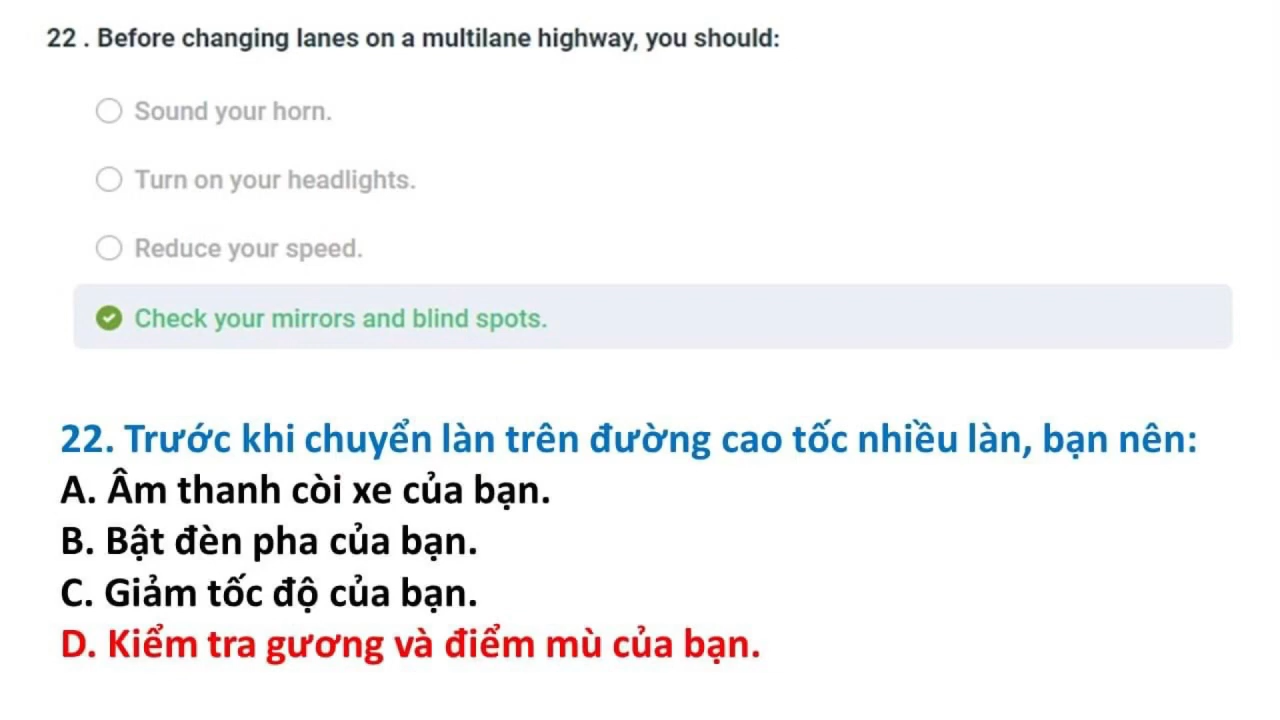 22 . Before changing lanes on a multilane highway, you should:
Sound your horn.
Turn on your headlights.
Reduce your speed.
Check your mirrors and blind spots.
22. Trước khi chuyển làn trên đường cao tốc nhiều làn, bạn nên:
A. Âm thanh còi xe của bạn.
B. Bật đèn pha của bạn.
C. Giảm tốc độ của bạn.
D. Kiểm tra gương và điểm mù của bạn.